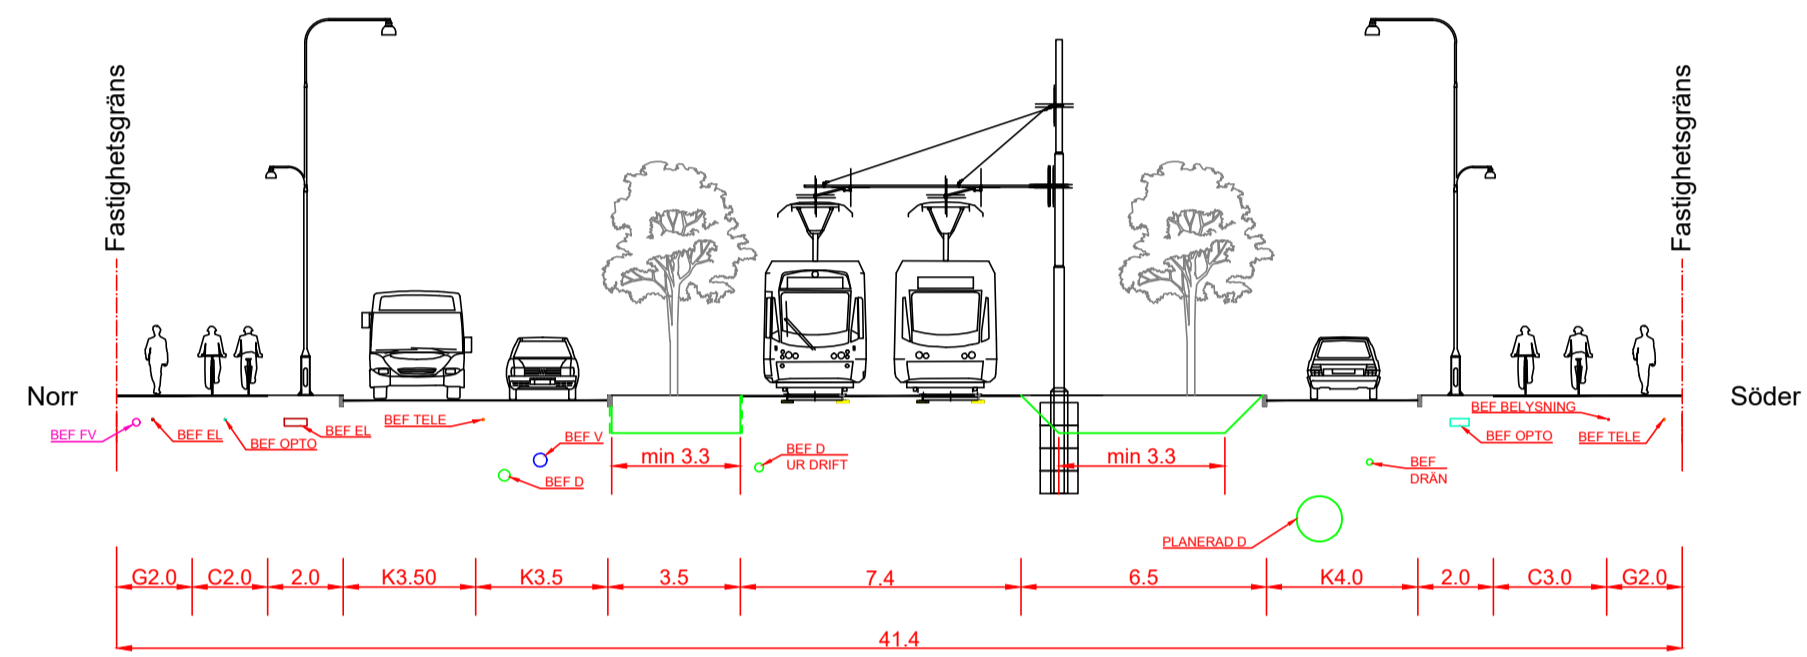 Fastighetsgräns
Fastighetsgräns
Norr
Söder
BEF FV
BEF EL
BEF OPTO
BEF EL
BEF TELE
BEF V
BEF D
min 3.3
BEF D
UR DRIFT
min 3.3
BEF BELYSNING
BEF OPTO
BEF TELE
BEF
DRÄN
PLANERAD D
G2.0 C2.0 2.0 K3.50 K3.5 3.5 7.4 6.5 K4.0 2.0 C3.0 G2.0
41.4